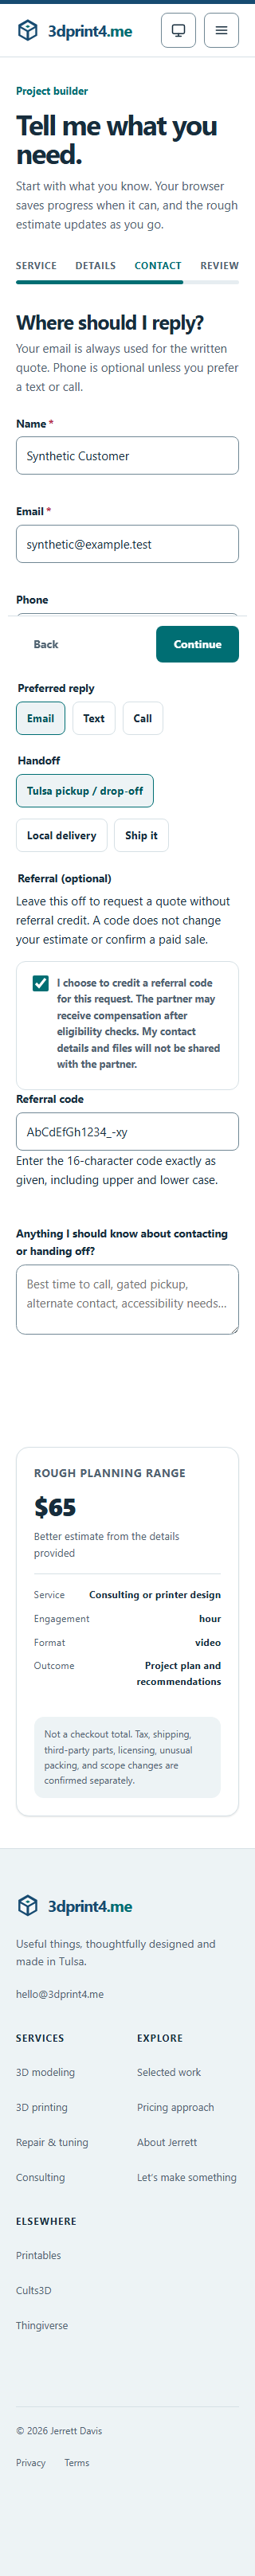 3dprint4.me
Project builder
Tell me what you
need.
Start with what you know. Your browser
saves progress when it can, and the rough
estimate updates as you go.
SERVICE DETAILS CONTACT REVIEW
Where should I reply?
Your email is always used for the written
quote. Phone is optional unless you prefer
a text or call.
Name *
Synthetic Customer
Email *
synthetic@example.test
Phone
Back Continue
Preferred reply
Email Text Call
Handoff
Tulsa pickup / drop-off
Local delivery Ship it
Referral (optional)
Leave this off to request a quote without
referral credit. A code does not change
your estimate or confirm a paid sale.
I choose to credit a referral code
for this request. The partner may
receive compensation after
eligibility checks. My contact
details and files will not be shared
with the partner.
Referral code
AbCdEfGh1234_-xy
Enter the 16-character code exactly as
given, including upper and lower case.
Anything I should know about contacting
or handing off?
Best time to call, gated pickup,
alternate contact, accessibility needs...
ROUGH PLANNING RANGE
$65
Better estimate from the details
provided
Service Consulting or printer design
Engagement hour
Format video
Outcome Project plan and
recommendations
Not a checkout total. Tax, shipping,
third-party parts, licensing, unusual
packing, and scope changes are
confirmed separately.
3dprint4.me
Useful things, thoughtfully designed and
made in Tulsa.
hello@3dprint4.me
SERVICES EXPLORE
3D modeling Selected work
3D printing Pricing approach
Repair & tuning About Jerrett
Consulting Let's make something
ELSEWHERE
Printables
Cults3D
Thingiverse
© 2026 Jerrett Davis
Privacy Terms